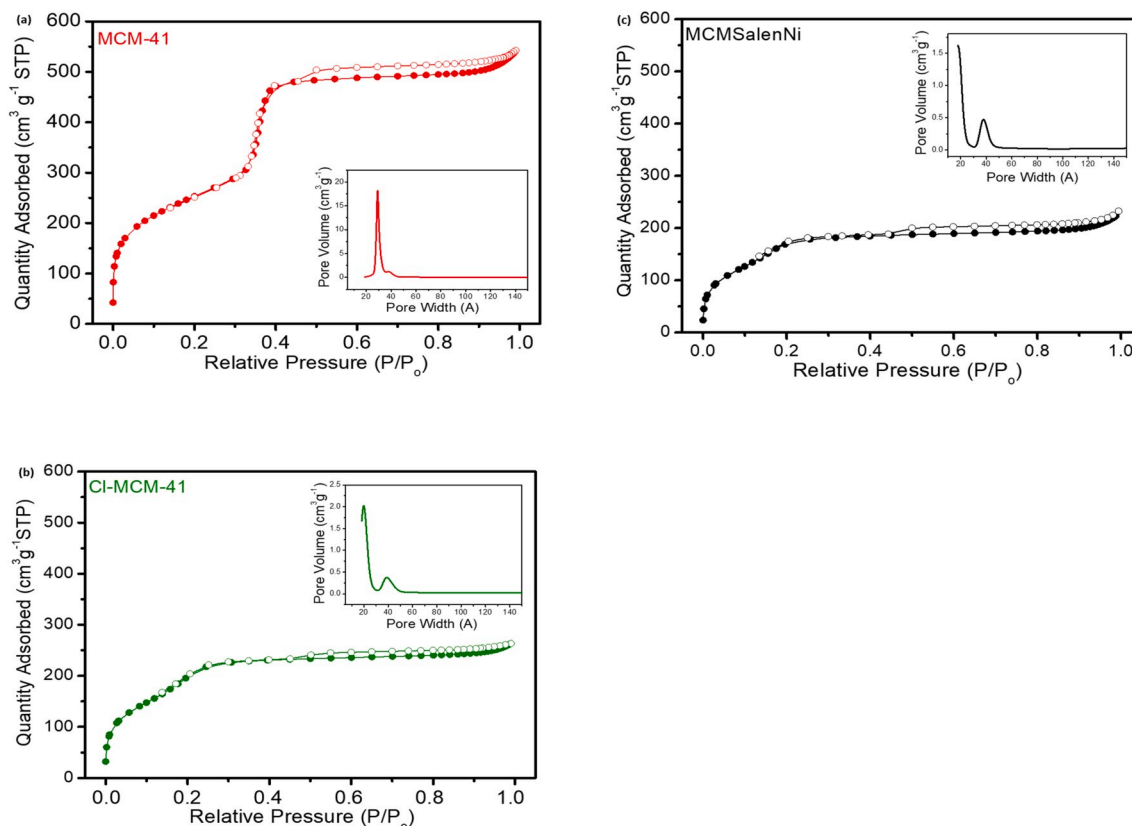 (a)
MCM-41
600
500
400
300
200
100
0
Quantity Adsorbed (cm³ g⁻¹ STP)
0.0 0.2 0.4 0.6 0.8 1.0
Relative Pressure (P/Pₒ)
Pore Volume (cm³g⁻¹)
20
15
10
5
0
20 40 60 80 100 120 140
Pore Width (A)
(c)
MCMSalenNi
600
500
400
300
200
100
0
Quantity Adsorbed (cm³ g⁻¹STP)
0.0 0.2 0.4 0.6 0.8 1.0
Relative Pressure (P/Pₒ)
Pore Volume (cm³g⁻¹)
1.5
1.0
0.5
0.0
20 40 60 80 100 120 140
Pore Width (A)
(b)
Cl-MCM-41
600
500
400
300
200
100
0
Quantity Adsorbed (cm³g⁻¹STP)
0.0 0.2 0.4 0.6 0.8 1.0
Relative Pressure (P/Pₒ)
Pore Volume (cm³g⁻¹)
2.5
2.0
1.5
1.0
0.5
0.0
20 40 60 80 100 120 140
Pore Width (A)